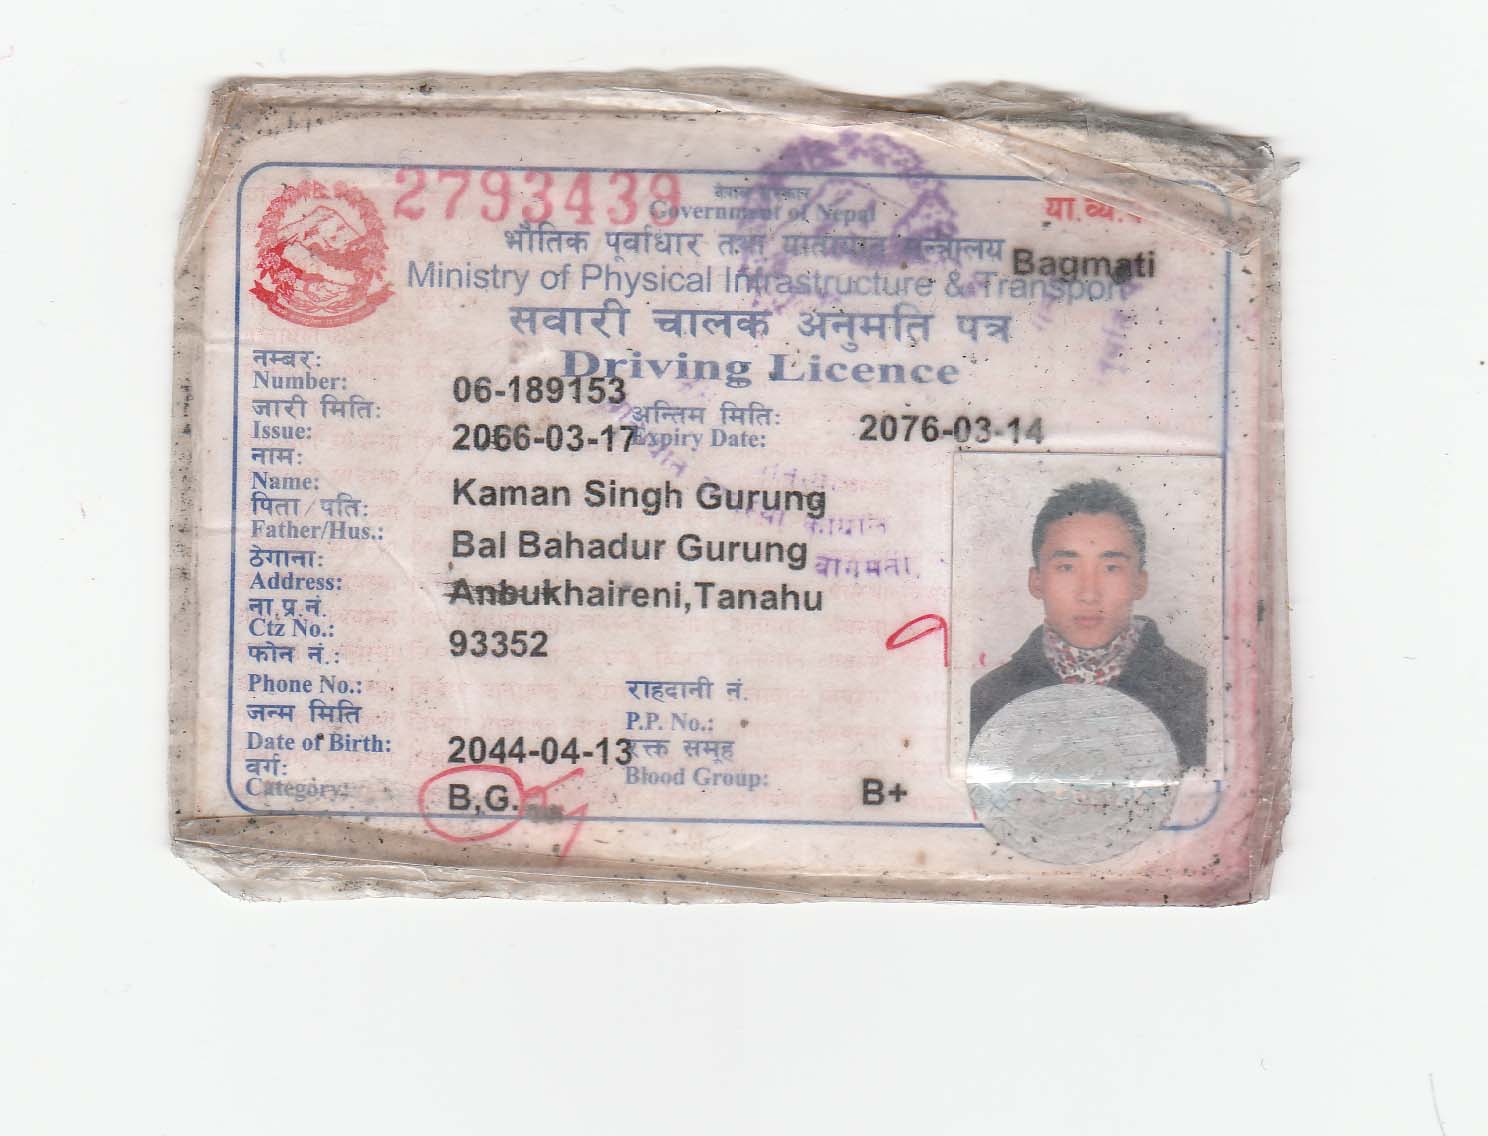 2793439
नेपाल सरकार
Government of Nepal
या.व्य.
भौतिक पूर्वाधार तथा यातायात मन्त्रालय
Bagmati
Ministry of Physical Infrastructure & Transport
सवारी चालक अनुमति पत्र
Driving Licence
नम्बर:
Number: 06-189153
जारी मिति: अन्तिम मिति:
Issue: 2066-03-17 Expiry Date: 2076-03-14
नाम:
Name: Kaman Singh Gurung
पिता/पति:
Father/Hus.: Bal Bahadur Gurung
ठेगाना:
Address: Anbukhaireni,Tanahu
ना.प्र.नं.
Ctz No.: 93352
फोन नं.:
Phone No.:
राहदानी नं.
P.P. No.:
जन्म मिति
Date of Birth: 2044-04-13
रक्त समूह
Blood Group: B+
वर्ग:
Category: B,G.